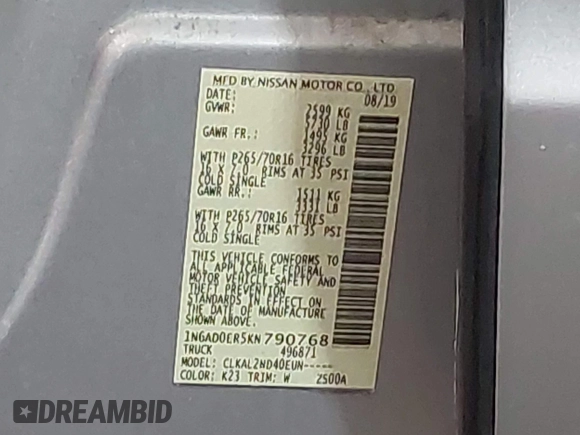 MFD BY NISSAN MOTOR CO., LTD.
DATE: 08/19
GVWR: 2599 KG
5730 LB
GAWR FR.: 1495 KG
3296 LB
WITH P265/70R16 TIRES
16 X 7.0 RIMS AT 35 PSI
COLD SINGLE
GAWR RR.: 1511 KG
3331 LB
WITH P265/70R16 TIRES
16 X 7.0 RIMS AT 35 PSI
COLD SINGLE
THIS VEHICLE CONFORMS TO
ALL APPLICABLE FEDERAL
MOTOR VEHICLE SAFETY AND
THEFT PREVENTION
STANDARDS IN EFFECT ON
THE DATE OF MANUFACTURE
SHOWN ABOVE.
1N6AD0ER5KN790768
TRUCK 496871
MODEL: CLKAL2ND40EUN-----
COLOR: K23 TRIM: W 2500A
DREAMBID